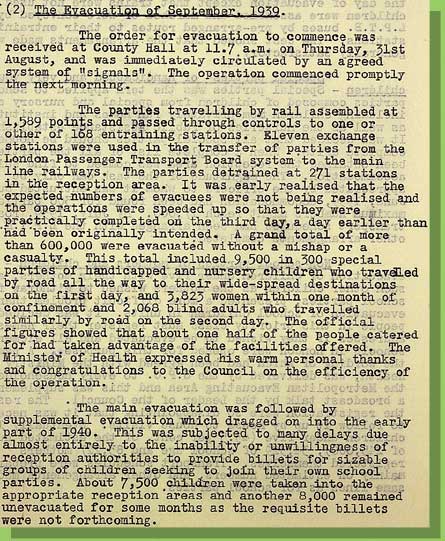 (2) The Evacuation of September, 1939.
The order for evacuation to commence was
received at County Hall at 11.7 a.m. on Thursday, 31st
August, and was immediately circulated by an agreed
system of "signals". The operation commenced promptly
the next morning.
The parties travelling by rail assembled at
1,589 points and passed through ontrols to one or
other of 168 entraining stations. Eleven exchange
stations were used in the transfer of parties from the
London Passenger Transport Board system to the main
line railways. The parties detrained at 271 stations
in the reception area. It was early realised that the
expected numbers of evacuees were not being realised and
the operations were speeded up so that they were
practically completed on the third day, a day earlier than
had been originally intended. A grand total of more
than 600,000 were evacuated without a mishap or a
casualty. This total included 9,500 in 300 special
parties of handicapped and nursery children who travelled
by road all the way to their wide-spread destinations
on the first day, and 3,823 women within one month of
confinement and 2,068 blind adults who travelled
similarly by road on the second day. The official
figures showed that about one half of the people catered
for had taken advantage of the facilities offered. The
Minister of Health expressed his warm personal thanks
and congratulations to the Council on the efficiency of
the operation.
The main evacuation was followed by
supplemental evacuation which dragged on into the early
part of 1940. This was subjected to many delays due
almost entirely to the inability or unwillingness of
reception authorities to provide billets for sizable
groups of children seeking to join their own school
parties. About 7,500 children were taken into the
appropriate reception areas and another 8,000 remained
unevacuated for some months as the requisite billets
were not forthcoming.